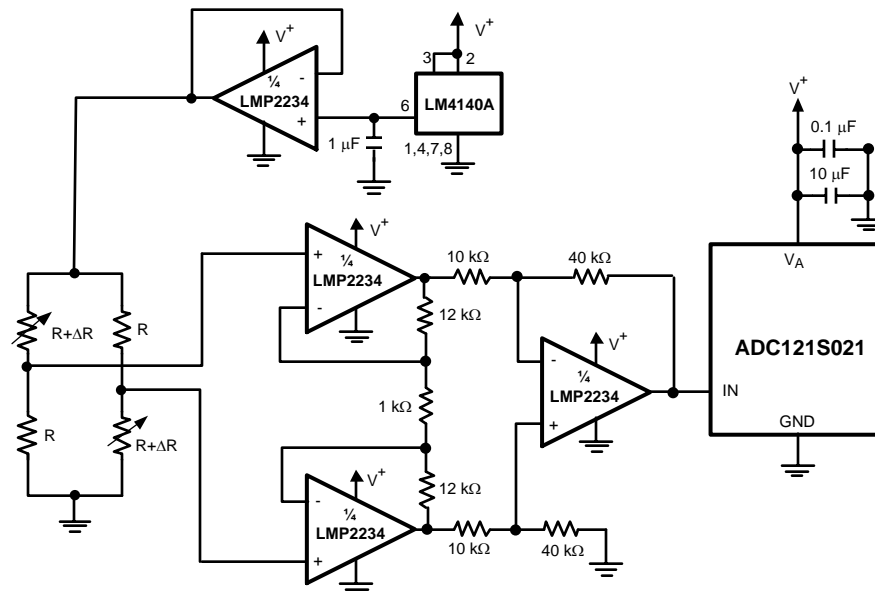 V+
¼
LMP2234
-
+
1 µF
V+
3
2
6
LM4140A
1,4,7,8
V+
0.1 µF
10 µF
VA
ADC121S021
IN
GND
R+ΔR
R
R
R+ΔR
+
-
V+
¼
LMP2234
10 kΩ
40 kΩ
12 kΩ
1 kΩ
12 kΩ
-
+
V+
¼
LMP2234
-
+
V+
¼
LMP2234
10 kΩ
40 kΩ